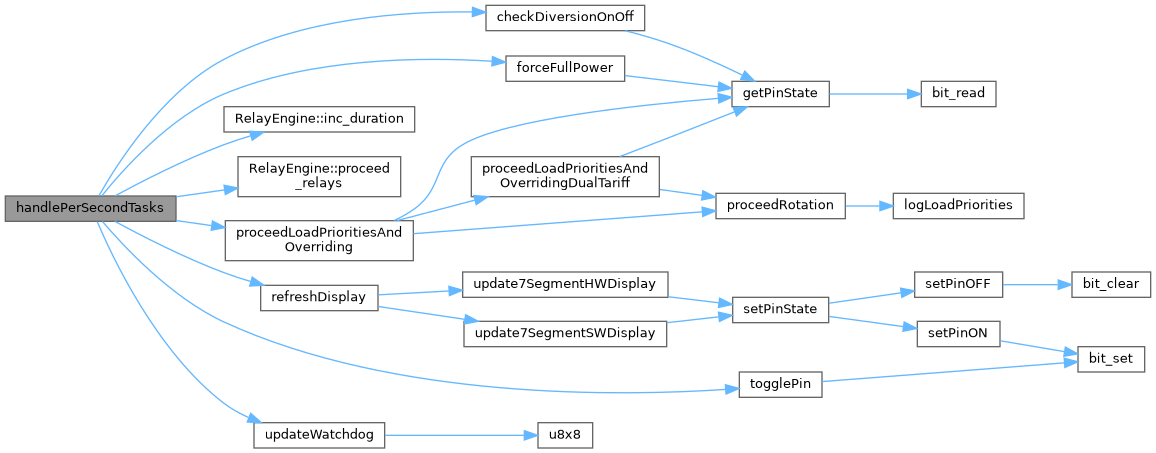 checkDiversionOnOff
forceFullPower
getPinState
bit_read
RelayEngine::inc_duration
RelayEngine::proceed
_relays
proceedLoadPrioritiesAnd
OverridingDualTariff
handlePerSecondTasks
proceedRotation
logLoadPriorities
proceedLoadPrioritiesAnd
Overriding
refreshDisplay
update7SegmentHWDisplay
setPinOFF
bit_clear
setPinState
update7SegmentSWDisplay
setPinON
bit_set
togglePin
updateWatchdog
u8x8